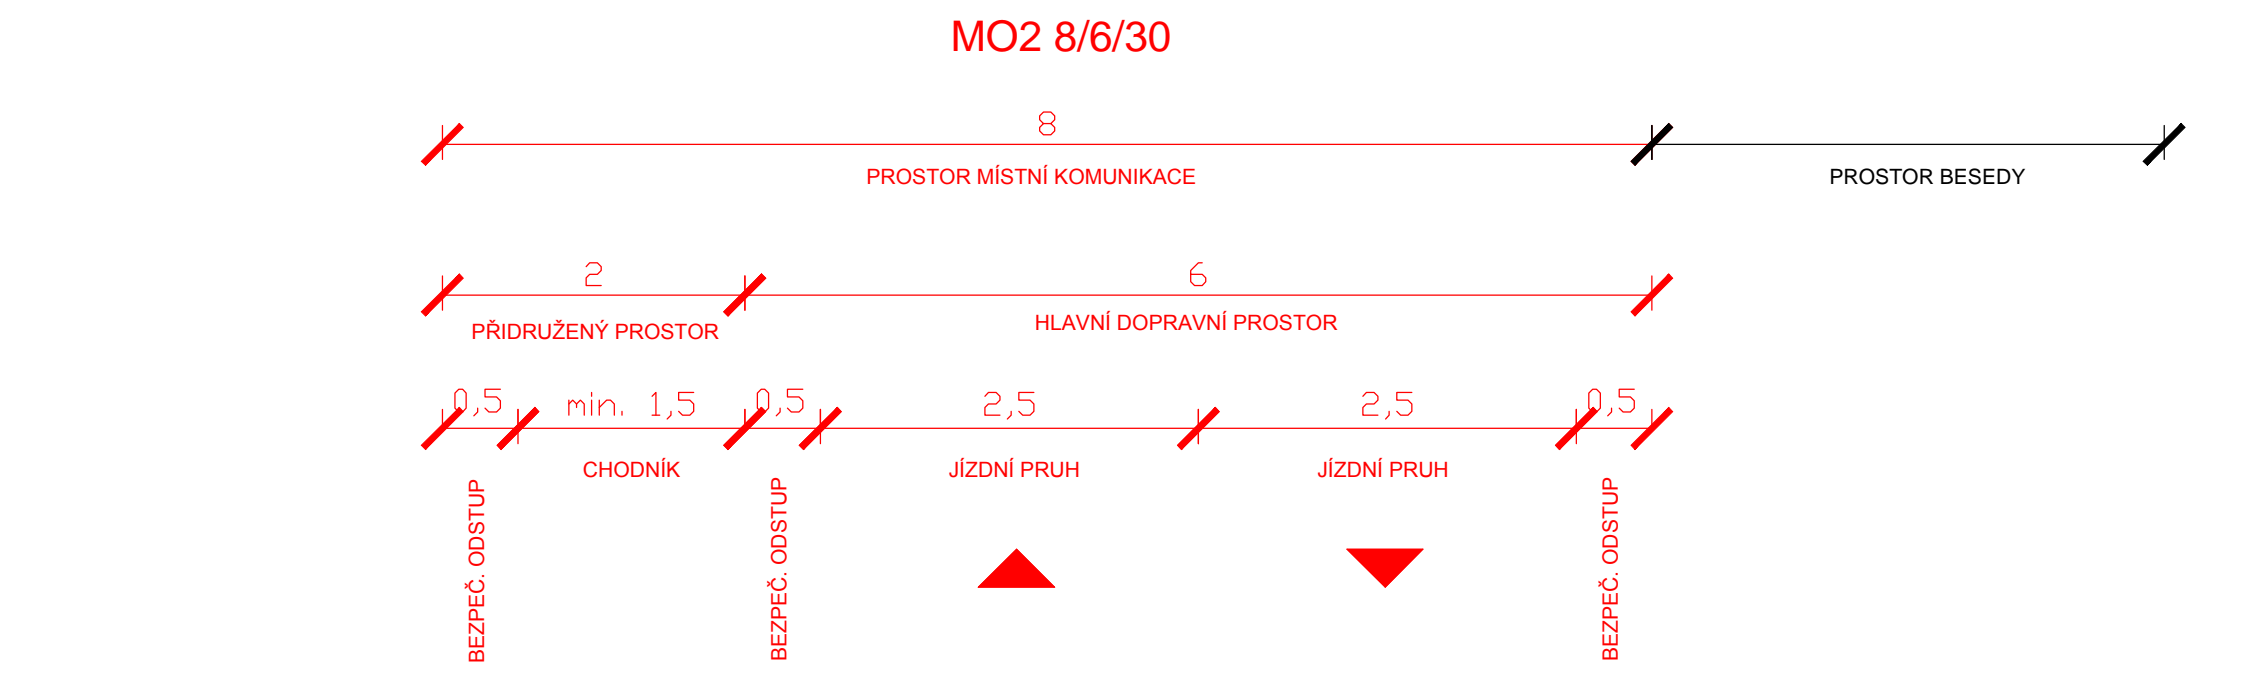 MO2 8/6/30
8
PROSTOR MÍSTNÍ KOMUNIKACE
PROSTOR BESEDY
2
6
PŘIDRUŽENÝ PROSTOR
HLAVNÍ DOPRAVNÍ PROSTOR
0,5
min. 1,5
0,5
2,5
2,5
0,5
CHODNÍK
JÍZDNÍ PRUH
JÍZDNÍ PRUH
BEZPEČ. ODSTUP
BEZPEČ. ODSTUP
BEZPEČ. ODSTUP